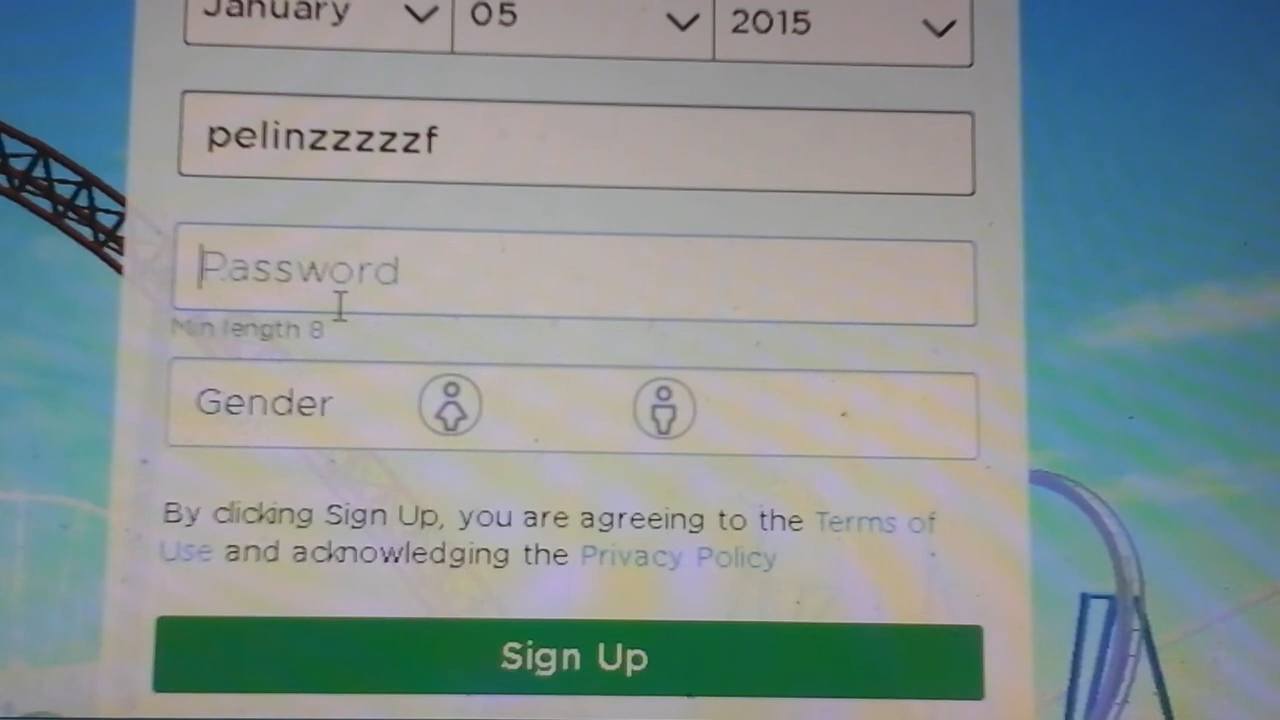 January 05 2015
pelinzzzzzf
Password
Min length 8
Gender
By clicking Sign Up, you are agreeing to the Terms of
Use and acknowledging the Privacy Policy
Sign Up